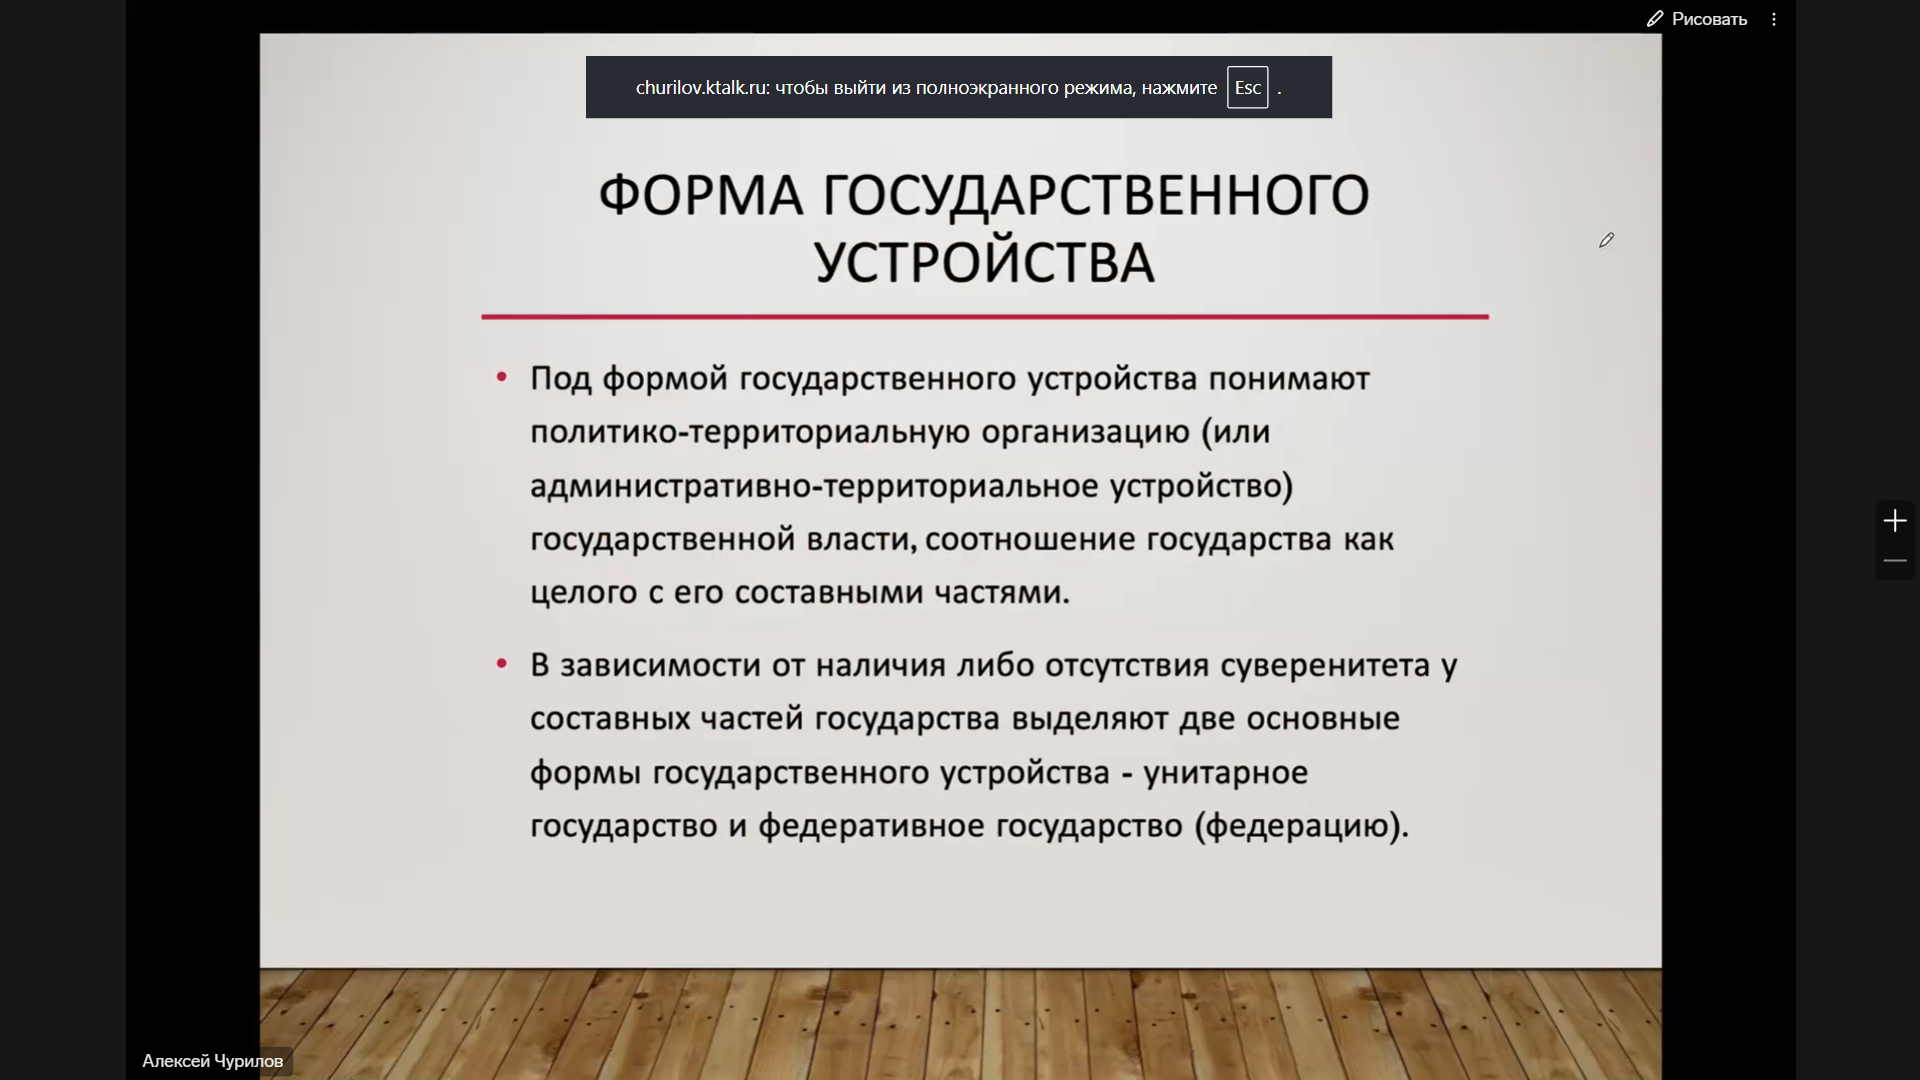 Рисовать
churilov.ktalk.ru: чтобы выйти из полноэкранного режима, нажмите Esc .
ФОРМА ГОСУДАРСТВЕННОГО
УСТРОЙСТВА
• Под формой государственного устройства понимают
политико-территориальную организацию (или
административно-территориальное устройство)
государственной власти, соотношение государства как
целого с его составными частями.
• В зависимости от наличия либо отсутствия суверенитета у
составных частей государства выделяют две основные
формы государственного устройства - унитарное
государство и федеративное государство (федерацию).
Алексей Чурилов